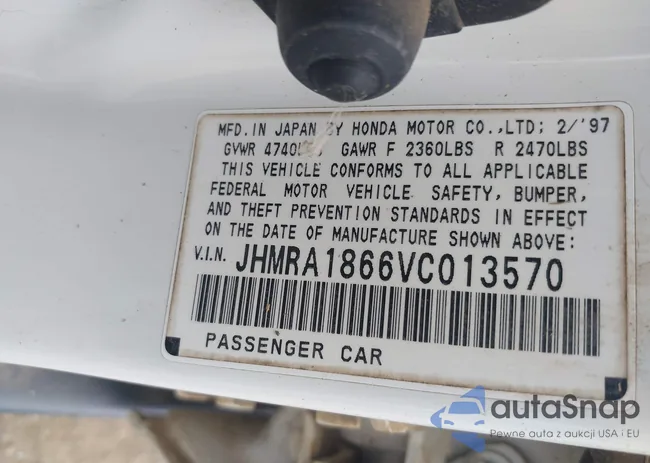 MFD.IN JAPAN BY HONDA MOTOR CO.,LTD; 2/'97
GVWR 4740LBS, GAWR F 2360LBS R 2470LBS
THIS VEHICLE CONFORMS TO ALL APPLICABLE
FEDERAL MOTOR VEHICLE SAFETY, BUMPER,
AND THEFT PREVENTION STANDARDS IN EFFECT
ON THE DATE OF MANUFACTURE SHOWN ABOVE:
V.I.N. JHMRA1866VC013570
PASSENGER CAR
autoSnap
Pewne auta z aukcji USA i EU